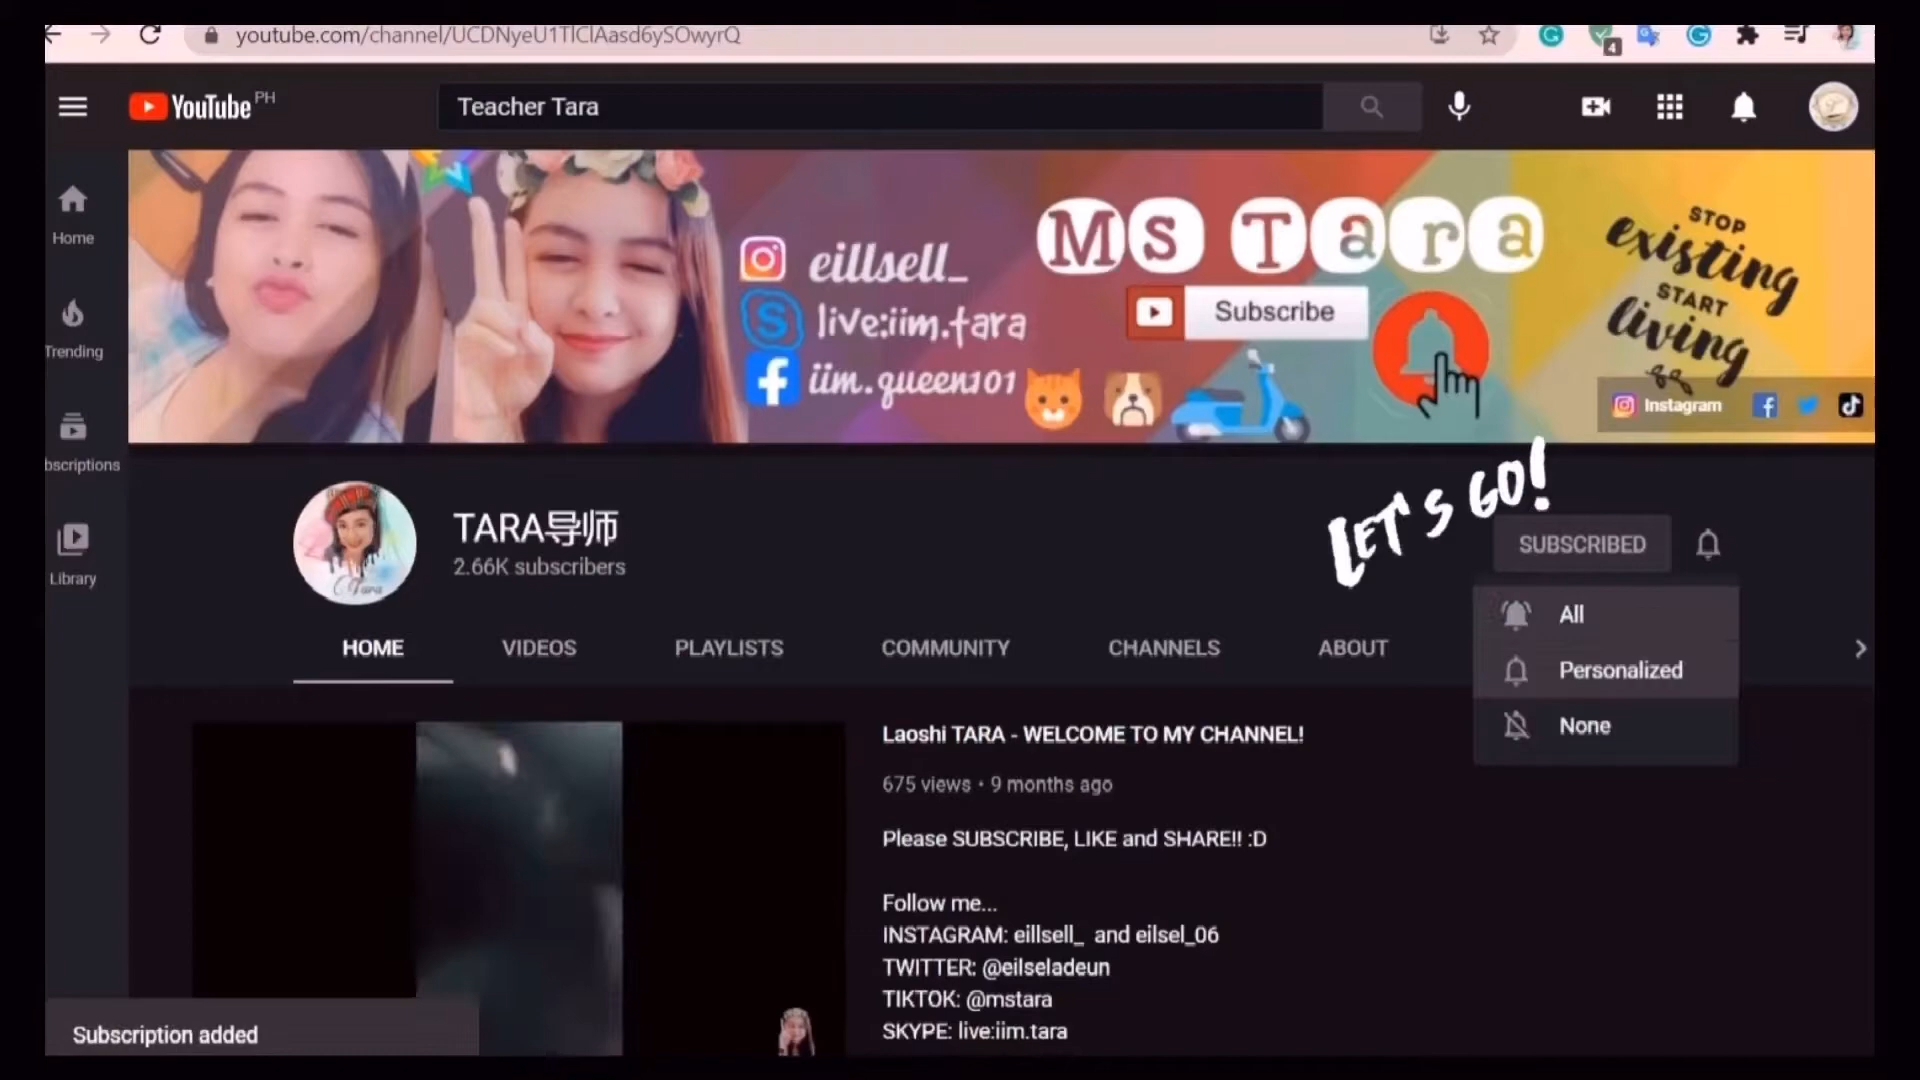 youtube.com/channel/UCDNyeU1TlClAasd6ySOwyrQ
4
YouTube PH
Teacher Tara
Home
Trending
bscriptions
Library
eillsell_
live:iim.tara
iim.queen101
Ms Tara
Subscribe
STOP
existing
START
living
Instagram
LET'S GO!
TARA导师
2.66K subscribers
SUBSCRIBED
All
Personalized
None
HOME
VIDEOS
PLAYLISTS
COMMUNITY
CHANNELS
ABOUT
Tara
Laoshi TARA - WELCOME TO MY CHANNEL!
675 views • 9 months ago
Please SUBSCRIBE, LIKE and SHARE!! :D
Follow me...
INSTAGRAM: eillsell_ and eilsel_06
TWITTER: @eilseladeun
TIKTOK: @mstara
SKYPE: live:iim.tara
Subscription added